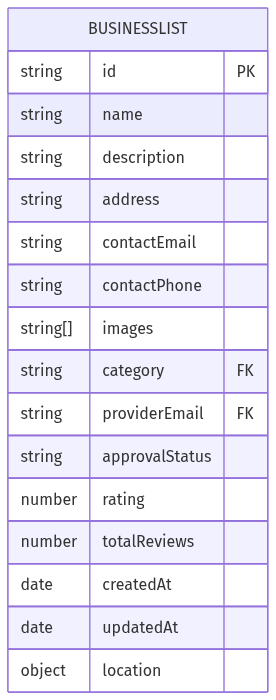 BUSINESSLIST
string id PK
string name
string description
string address
string contactEmail
string contactPhone
string[] images
string category FK
string providerEmail FK
string approvalStatus
number rating
number totalReviews
date createdAt
date updatedAt
object location